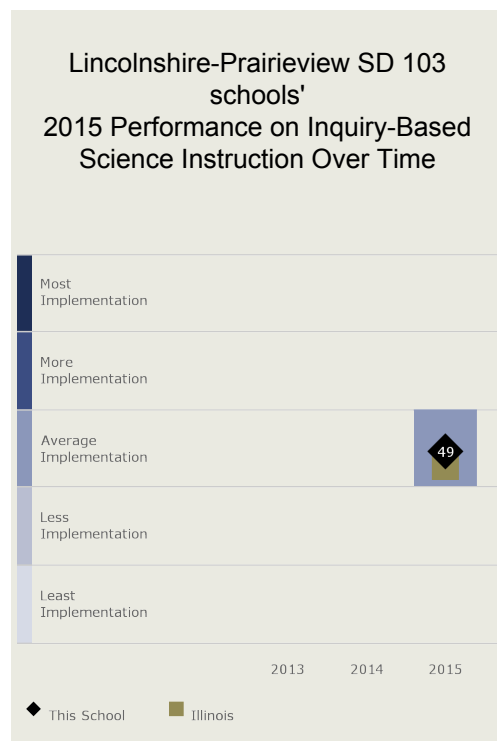 Lincolnshire-Prairieview SD 103
schools'
2015 Performance on Inquiry-Based
Science Instruction Over Time
Most
Implementation
More
Implementation
Average
Implementation
49
Less
Implementation
Least
Implementation
2013 2014 2015
This School Illinois